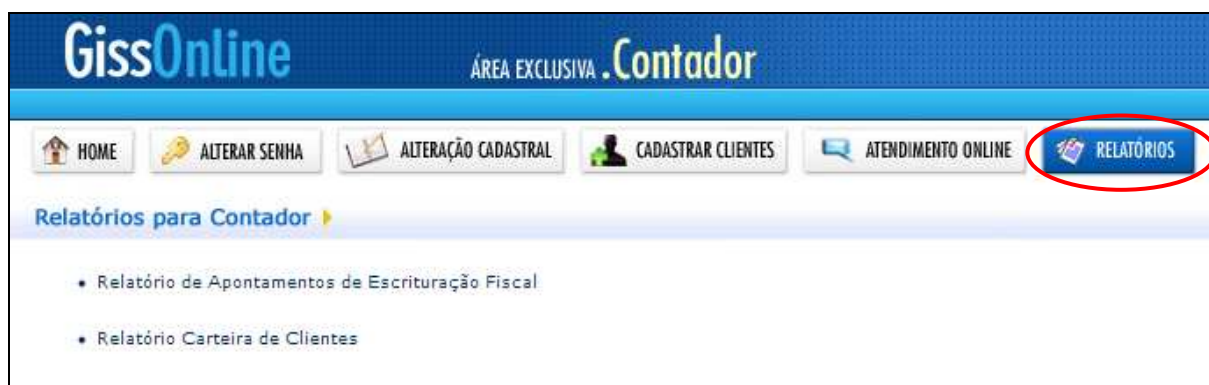 GissOnline ÁREA EXCLUSIVA .Contador
HOME ALTERAR SENHA ALTERAÇÃO CADASTRAL CADASTRAR CLIENTES ATENDIMENTO ONLINE RELATÓRIOS
Relatórios para Contador
• Relatório de Apontamentos de Escrituração Fiscal
• Relatório Carteira de Clientes